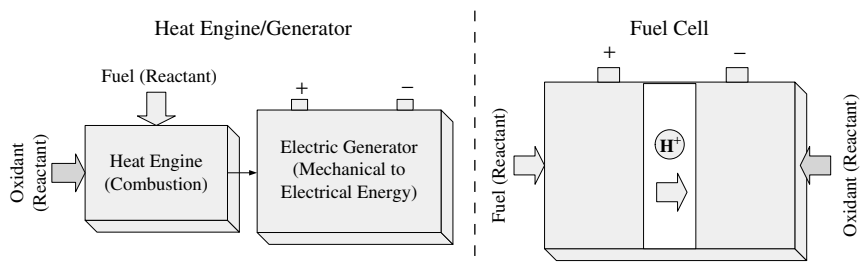 Heat Engine/Generator
Fuel (Reactant)
+
−
Oxidant
(Reactant)
Heat Engine
(Combustion)
Electric Generator
(Mechanical to
Electrical Energy)
Fuel Cell
+
−
Fuel (Reactant)
H⁺
Oxidant (Reactant)